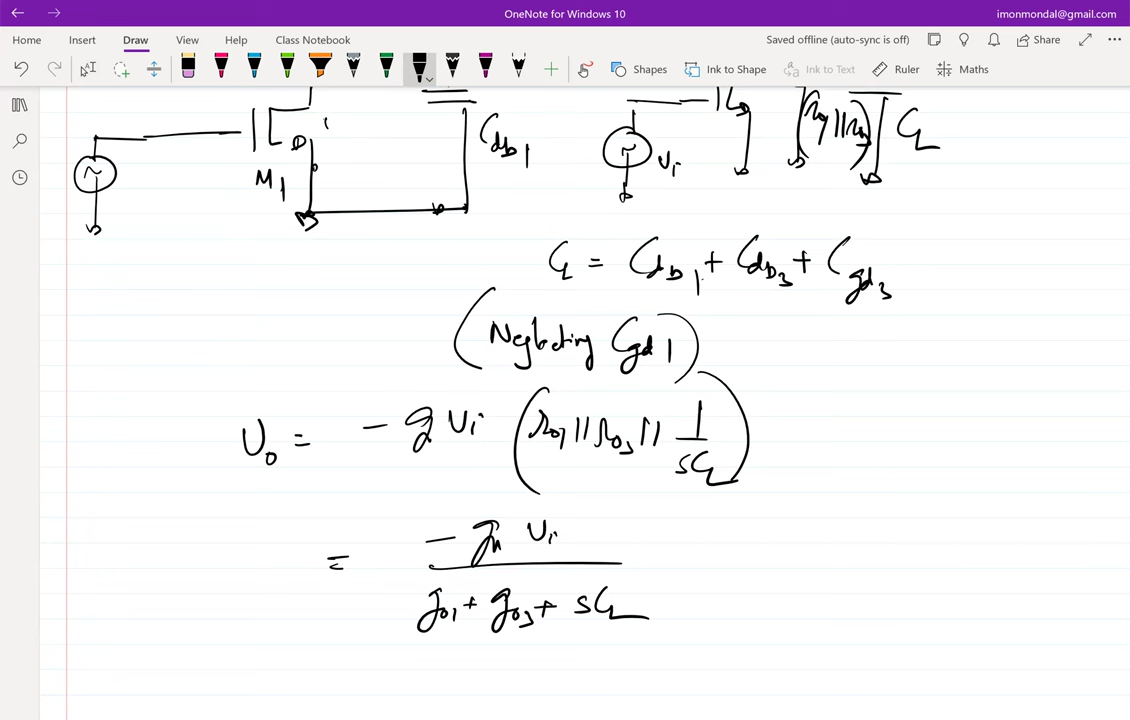 OneNote for Windows 10
imonmondal@gmail.com
Home Insert Draw View Help Class Notebook
Saved offline (auto-sync is off) Share
Shapes Ink to Shape Ink to Text Ruler Maths
M1
Cdb1
Vi
(ro1||ro3)
CL
CL = Cdb1 + Cdb3 + Cgd3
(Neglecting Cgd1)
Vo = - g Vi (ro1 || ro3 || 1/sCL)
= - gm Vi / go1 + go3 + sCL